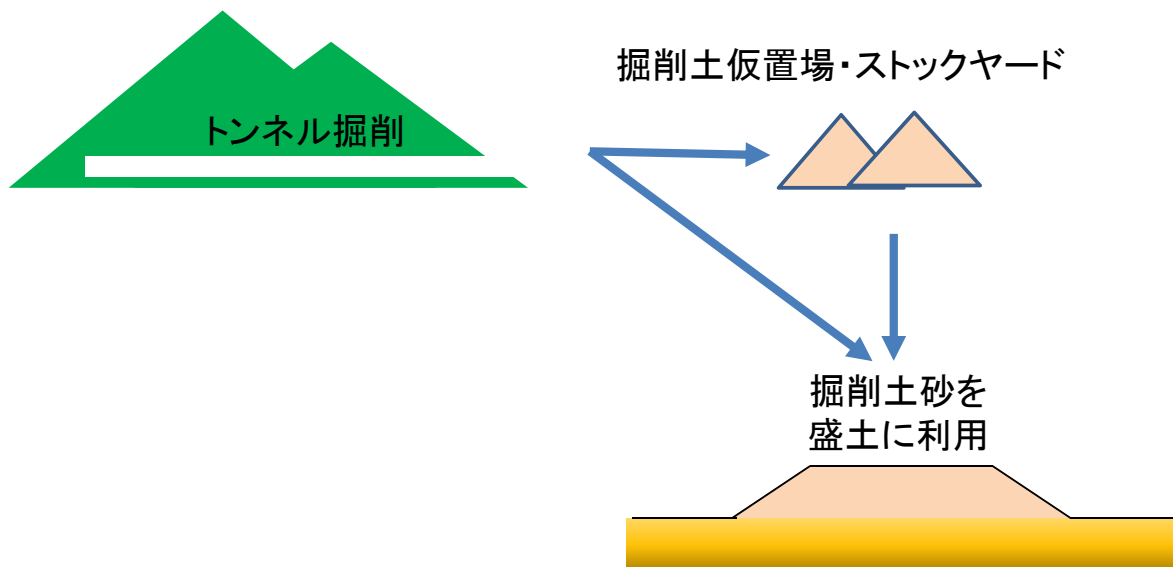 掘削土仮置場・ストックヤード
トンネル掘削
掘削土砂を
盛土に利用